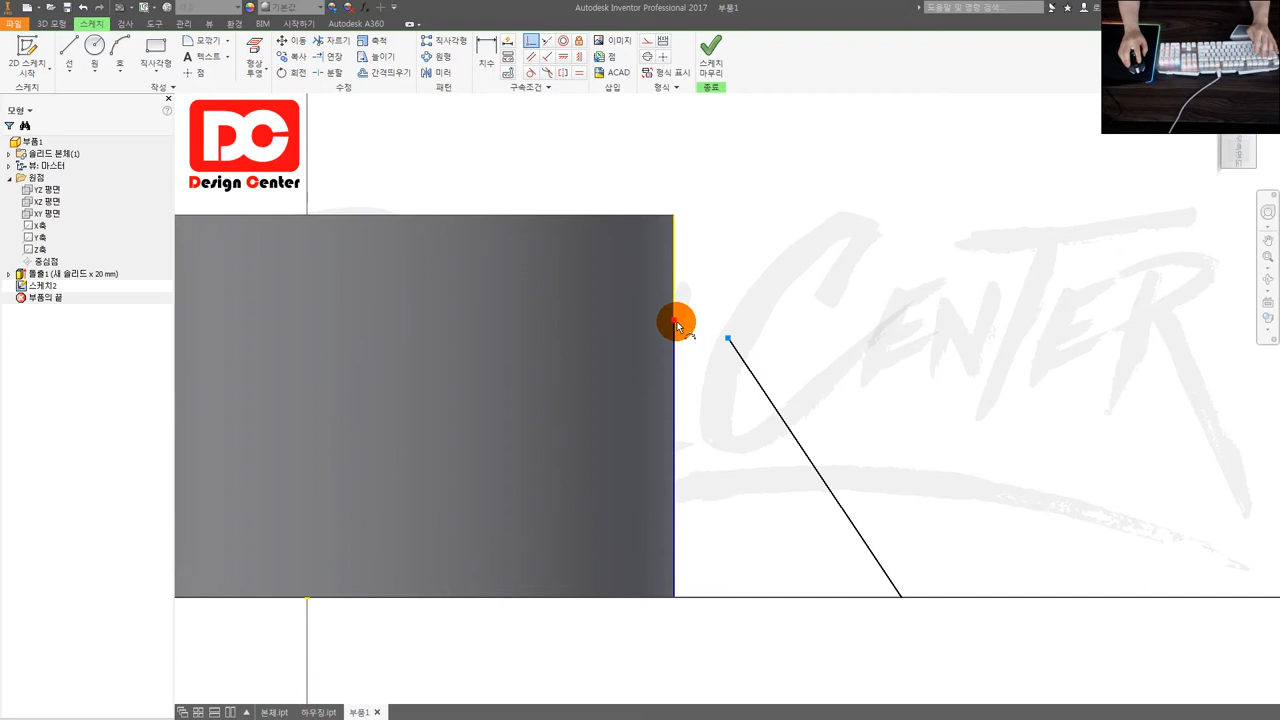 파일 3D 모형 스케치 검사 도구 관리 뷰 환경 BIM 시작하기 Autodesk A360
기본간
Autodesk Inventor Professional 2017 부품1
도움말 및 명령 검색...
2D 스케치 시작
선 원 호 직사각형
모깎기
텍스트
점
형상 투영
이동 자르기 축척
복사 연장 늘이기
회전 분할 간격띄우기
직사각형
원형
미러
치수
이미지
점
ACAD
형식 표시
스케치 마무리
스케치 작성 수정 패턴 구속조건 삽입 형식 종료
모형
부품1
솔리드 본체(1)
뷰: 마스터
원점
YZ 평면
XZ 평면
XY 평면
X축
Y축
Z축
중심점
돌출1 (새 솔리드 x 20 mm)
스케치2
부품의 끝
DC
Design Center
CENTER
본체.ipt 하우징.ipt 부품1